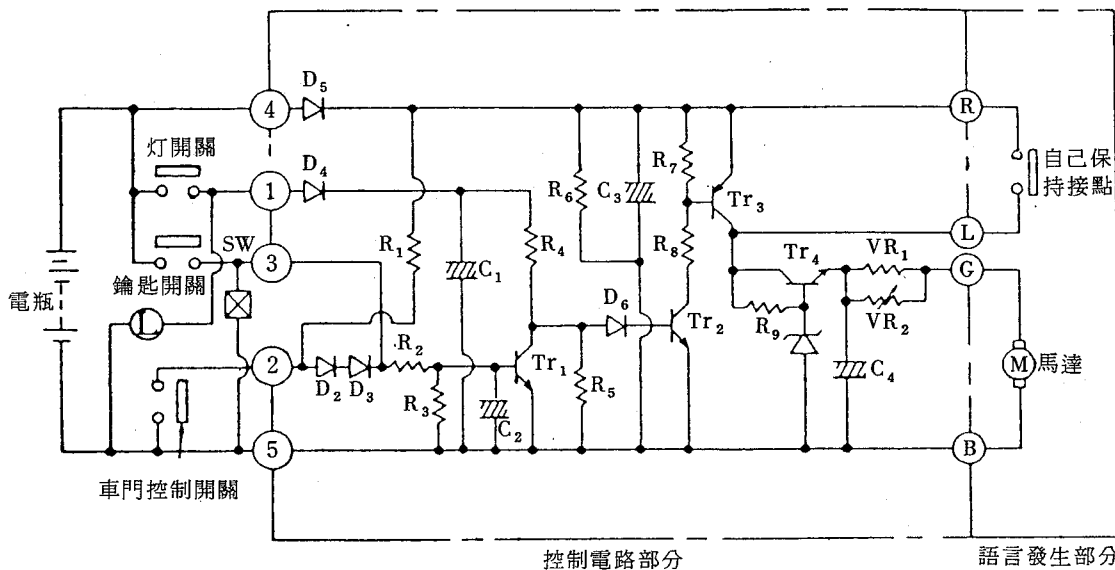 D5
4
R
灯開關
D4
1
R7
自己保
持接點
R6
C3
Tr3
SW
R1
R4
R8
L
3
C1
Tr4
VR1
G
鑰匙開關
電瓶
D6
L
R9
VR2
Tr2
2
R2
Tr1
M
馬達
D2
D3
R3
R5
C4
C2
5
B
車門控制開關
控制電路部分
語言發生部分